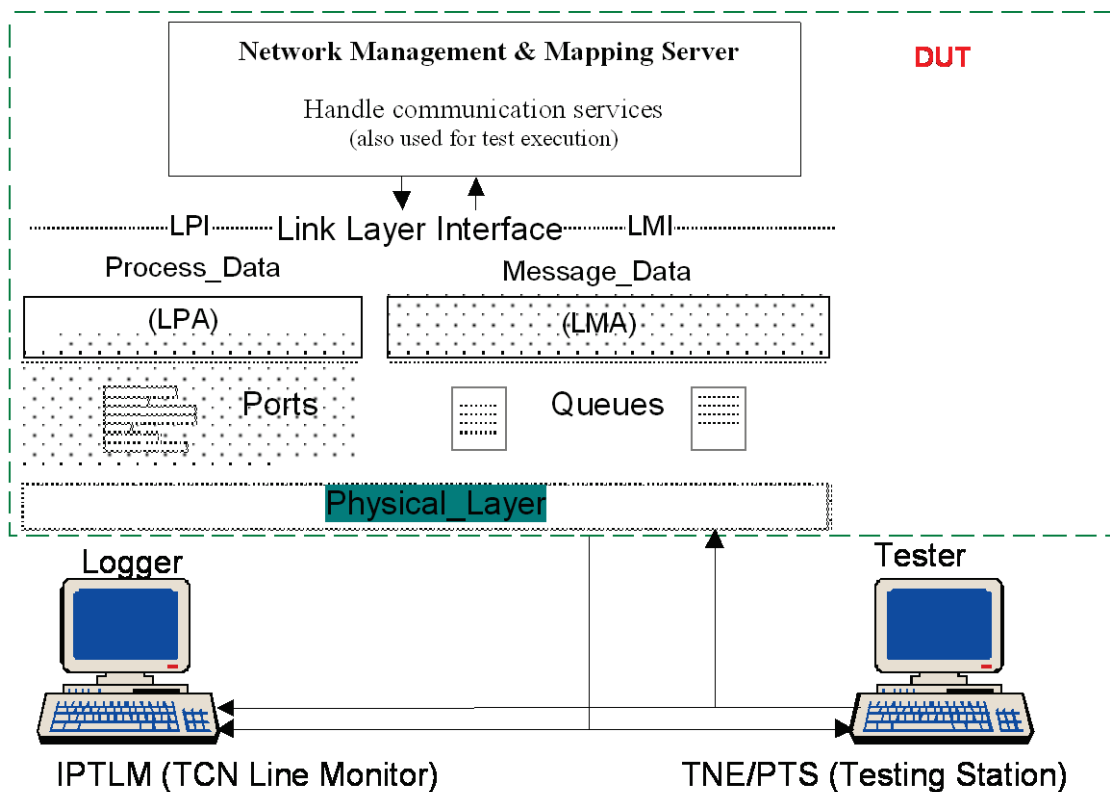 Network Management & Mapping Server
DUT
Handle communication services
(also used for test execution)
LPI
Link Layer Interface
LMI
Process_Data
Message_Data
(LPA)
(LMA)
Ports
Queues
Physical_Layer
Logger
Tester
IPTLM (TCN Line Monitor)
TNE/PTS (Testing Station)